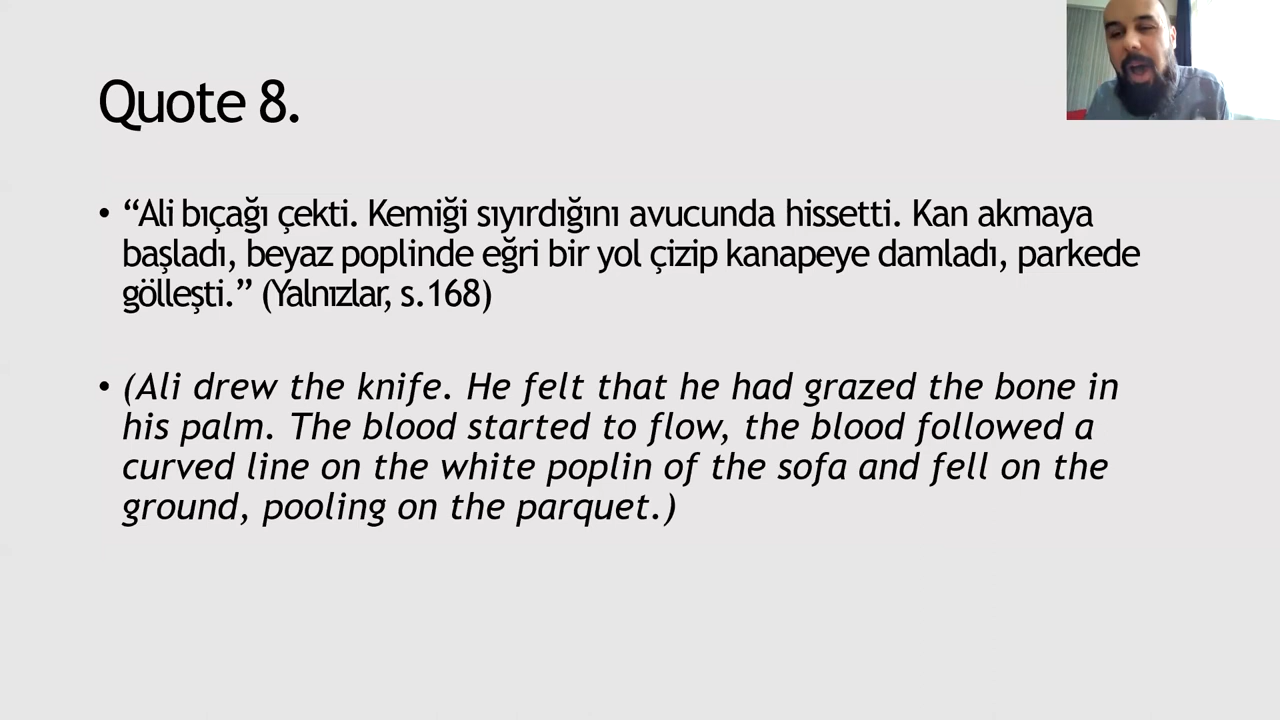 Quote 8.
• “Ali bıçağı çekti. Kemiği sıyırdığını avucunda hissetti. Kan akmaya
başladı, beyaz poplinde eğri bir yol çizip kanapeye damladı, parkede
gölleşti.” (Yalnızlar, s.168)
• (Ali drew the knife. He felt that he had grazed the bone in
his palm. The blood started to flow, the blood followed a
curved line on the white poplin of the sofa and fell on the
ground, pooling on the parquet.)